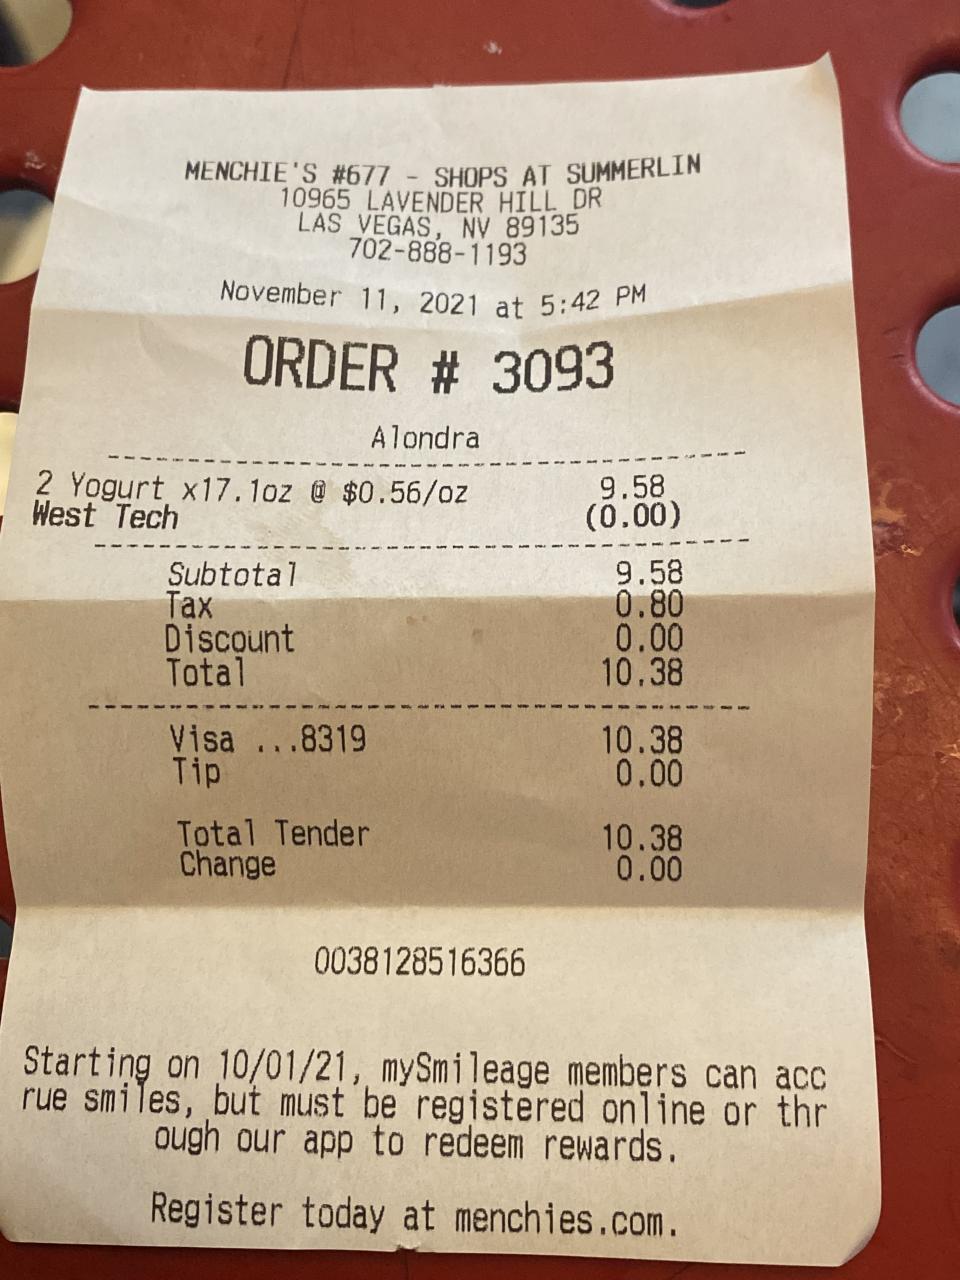 MENCHIE'S #677 - SHOPS AT SUMMERLIN
10965 LAVENDER HILL DR
LAS VEGAS, NV 89135
702-888-1193
November 11, 2021 at 5:42 PM
ORDER # 3093
Alondra
2 Yogurt x17.1oz @ $0.56/oz 9.58
West Tech (0.00)
Subtotal 9.58
Tax 0.80
Discount 0.00
Total 10.38
Visa ...8319 10.38
Tip 0.00
Total Tender 10.38
Change 0.00
0038128516366
Starting on 10/01/21, mySmileage members can acc
rue smiles, but must be registered online or thr
ough our app to redeem rewards.
Register today at menchies.com.